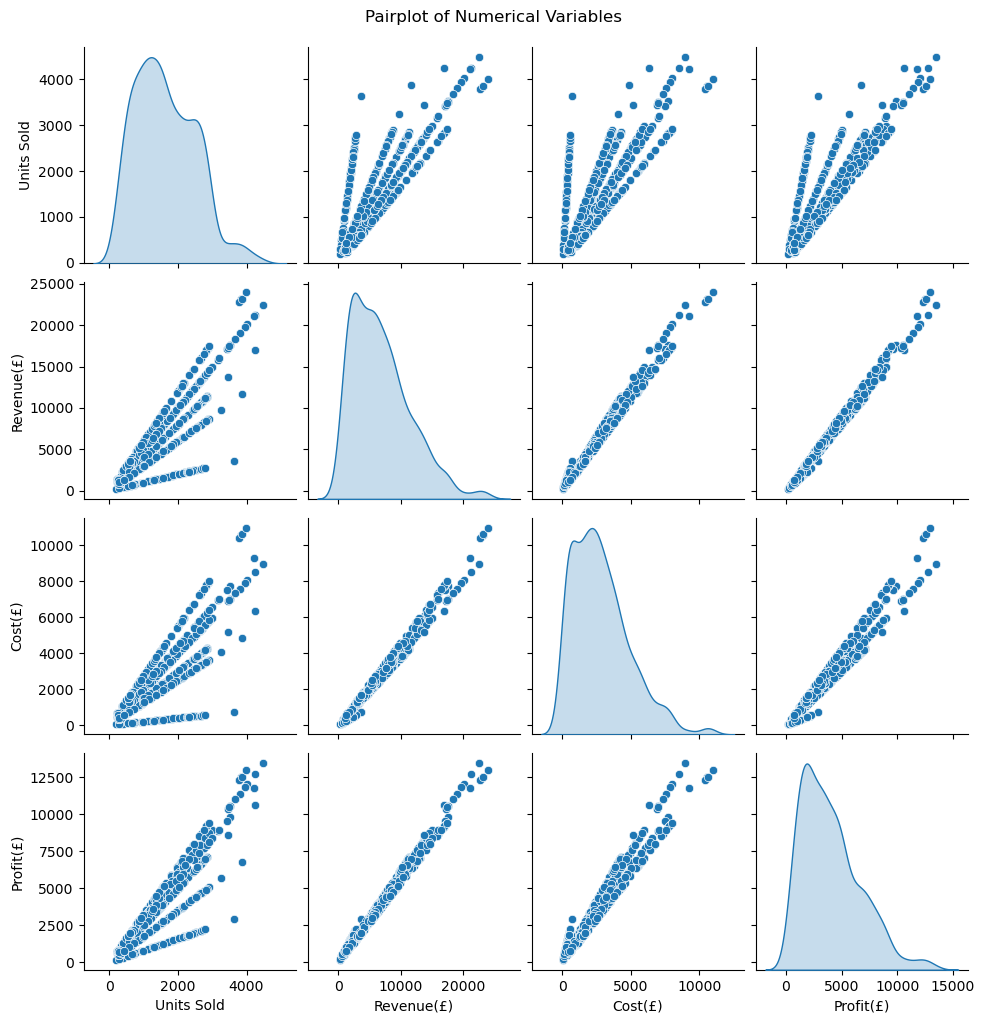 Pairplot of Numerical Variables
Units Sold
4000
3000
2000
1000
0
Revenue(£)
25000
20000
15000
10000
5000
0
Cost(£)
10000
8000
6000
4000
2000
0
Profit(£)
12500
10000
7500
5000
2500
0
0 2000 4000
0 10000 20000
0 5000 10000
0 5000 10000 15000
Units Sold
Revenue(£)
Cost(£)
Profit(£)